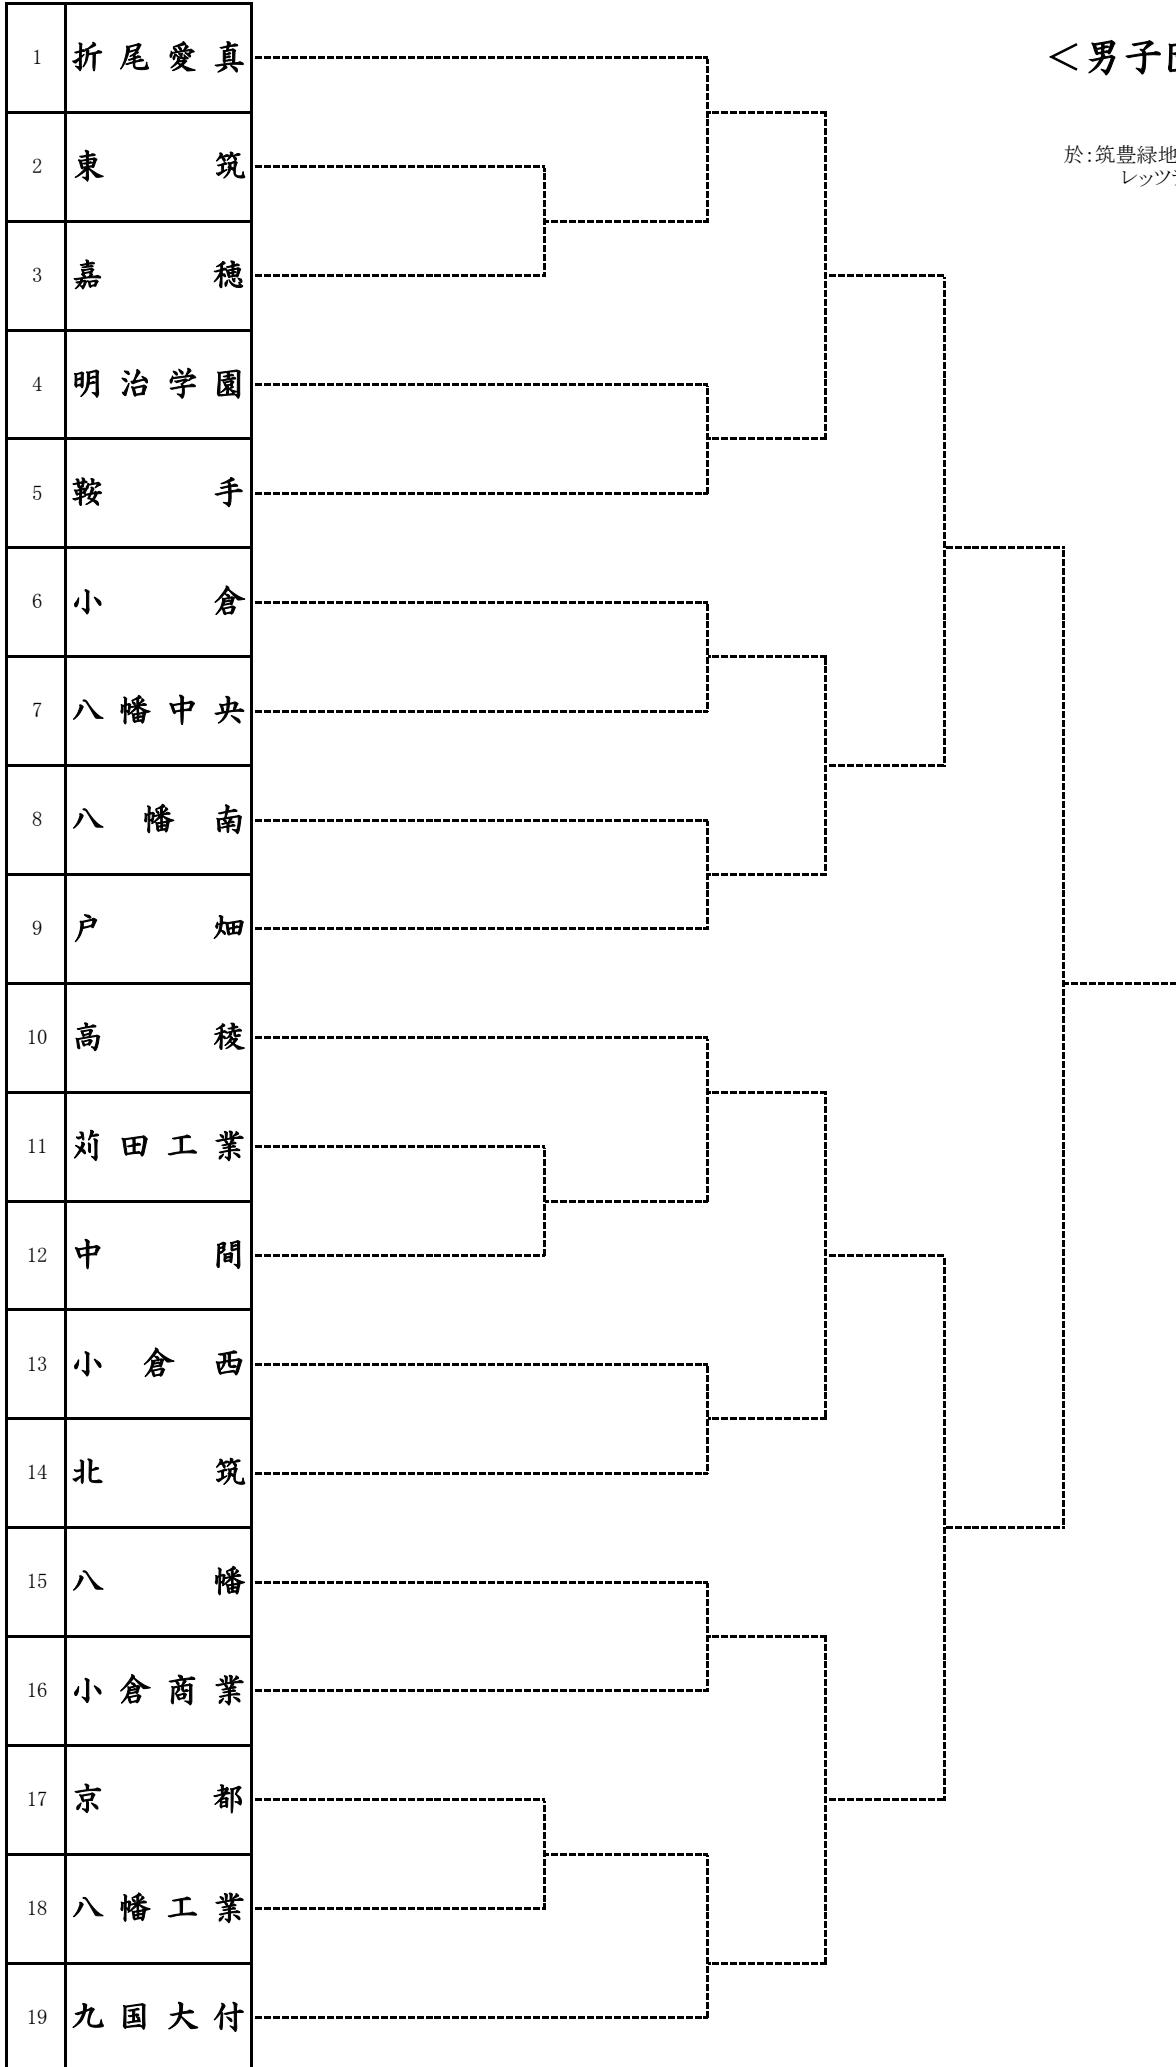 1 折尾愛真
＜男子
2 東筑
於：筑豊緑地
レッツ
3 嘉穂
4 明治学園
5 鞍手
6 小倉
7 八幡中央
8 八幡南
9 戸畑
10 高稜
11 苅田工業
12 中間
13 小倉西
14 北筑
15 八幡
16 小倉商業
17 京都
18 八幡工業
19 九国大付